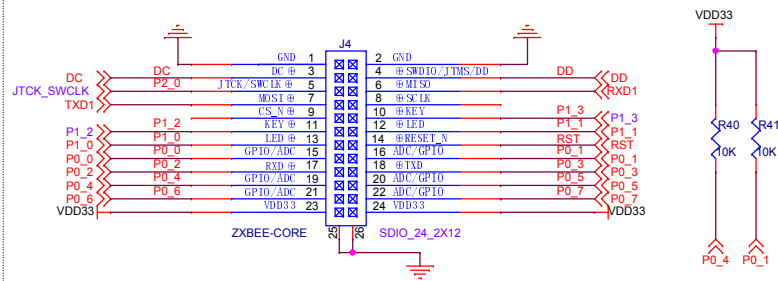 VDD33
J4
GND 1 2 GND
DC DC DC ⊕ 3 4 ⊕ SWDIO/JTMS/DD DD DD
JTCK_SWCLK P2_0 JTCK/SWCLK ⊕ 5 6 ⊕ MISO RXD1
TXD1 MOSI ⊕ 7 8 ⊕ SCLK
CS_N ⊕ 9 10 ⊕ KEY P1_3 P1_3
P1_2 P1_2 KEY ⊕ 11 12 ⊕ LED P1_1 P1_1
P1_0 P1_0 LED ⊕ 13 14 ⊕ RESET_N RST RST
P0_0 P0_0 GPIO/ADC 15 16 ADC/GPIO P0_1 P0_1
P0_2 P0_2 RXD ⊕ 17 18 ⊕ TXD P0_3 P0_3
P0_4 P0_4 GPIO/ADC 19 20 ADC/GPIO P0_5 P0_5
P0_6 P0_6 GPIO/ADC 21 22 ADC/GPIO P0_7 P0_7
VDD33 VDD33 23 24 VDD33 VDD33
ZXBEE-CORE 25 26 SDIO_24_2X12
R40 R41
10K 10K
P0_4 P0_1